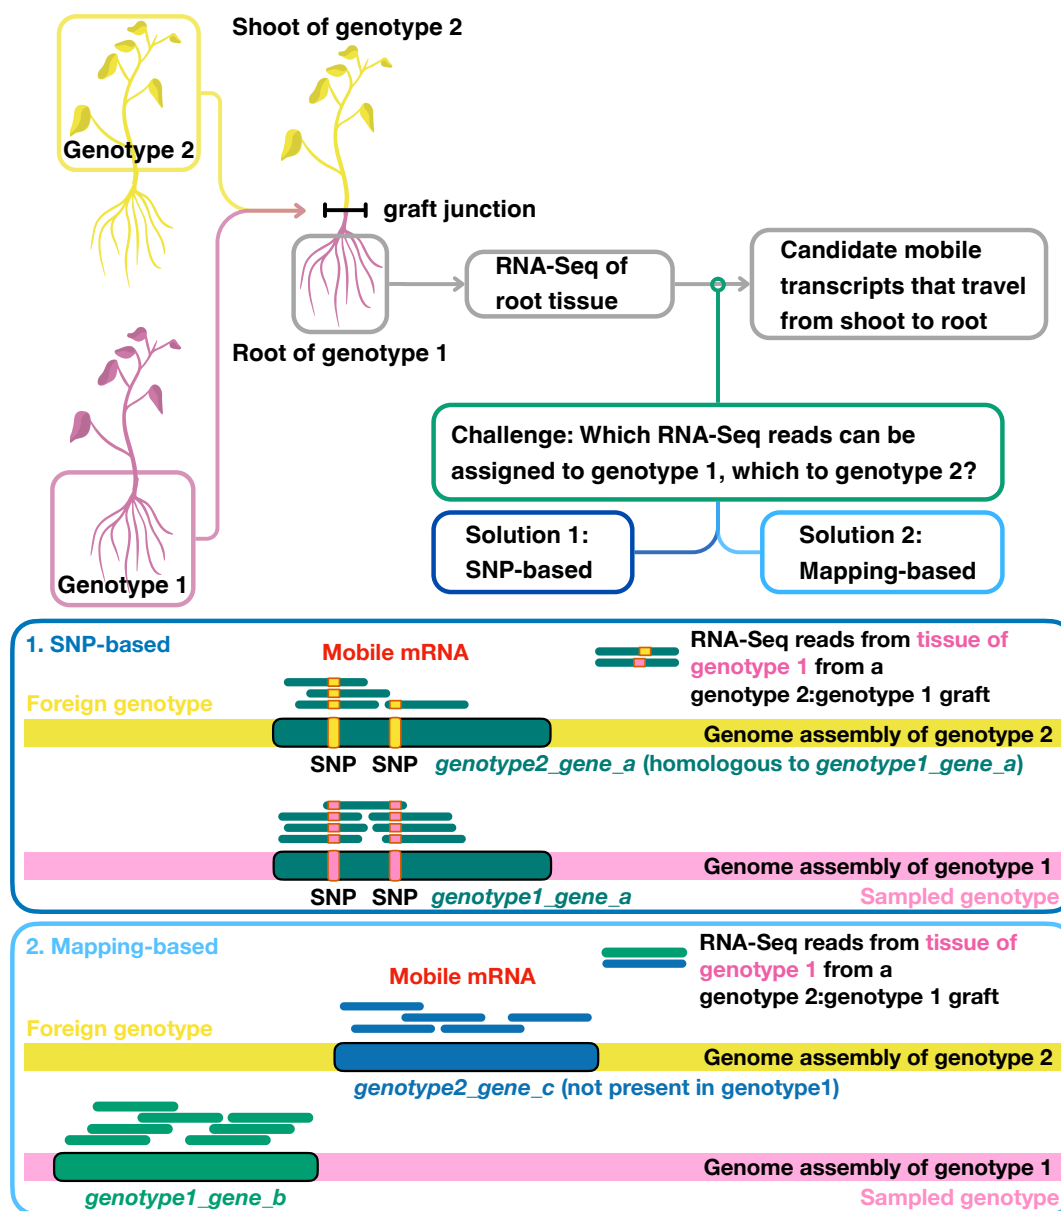 Shoot of genotype 2
Genotype 2
graft junction
RNA-Seq of
root tissue
Candidate mobile
transcripts that travel
from shoot to root
Root of genotype 1
Genotype 1
Challenge: Which RNA-Seq reads can be
assigned to genotype 1, which to genotype 2?
Solution 1:
SNP-based
Solution 2:
Mapping-based
1. SNP-based
Mobile mRNA
RNA-Seq reads from tissue of
genotype 1 from a
genotype 2:genotype 1 graft
Foreign genotype
Genome assembly of genotype 2
SNP SNP genotype2_gene_a (homologous to genotype1_gene_a)
Genome assembly of genotype 1
SNP SNP genotype1_gene_a
Sampled genotype
2. Mapping-based
Mobile mRNA
RNA-Seq reads from tissue of
genotype 1 from a
genotype 2:genotype 1 graft
Foreign genotype
Genome assembly of genotype 2
genotype2_gene_c (not present in genotype1)
Genome assembly of genotype 1
genotype1_gene_b
Sampled genotype